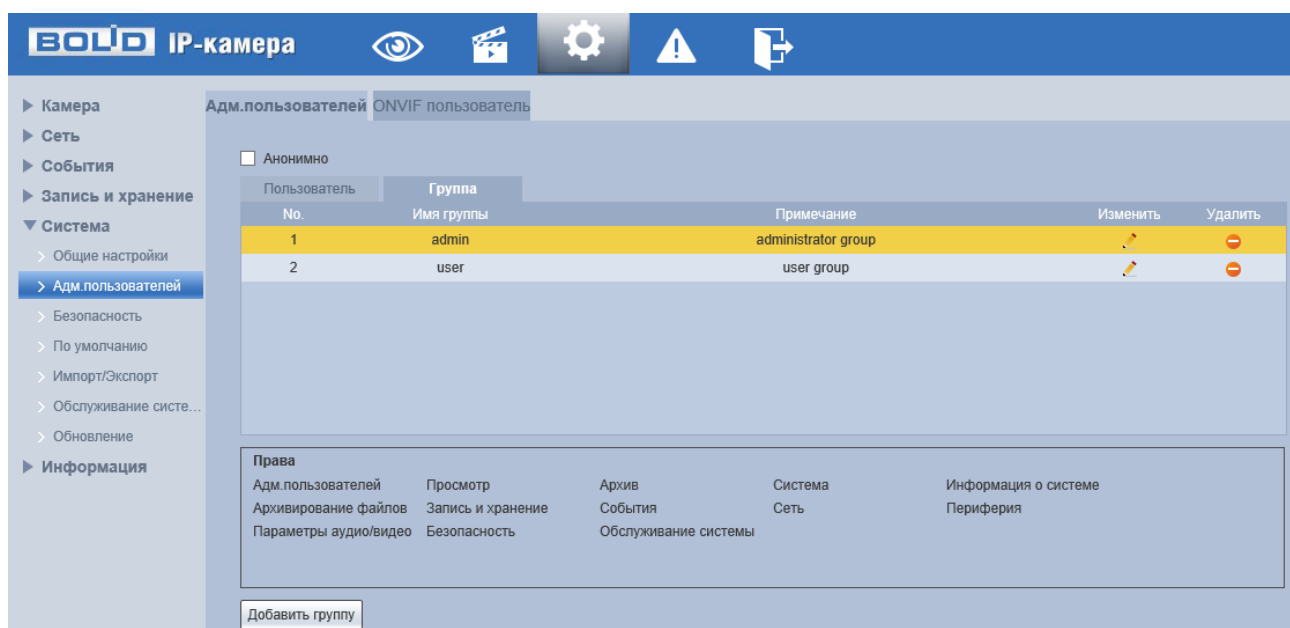 BOLID IP-камера
Камера
Сеть
События
Запись и хранение
Система
Общие настройки
Адм.пользователей
Безопасность
По умолчанию
Импорт/Экспорт
Обслуживание систе...
Обновление
Информация
Адм.пользователей ONVIF пользователь
Анонимно
Пользователь Группа
No. Имя группы Примечание Изменить Удалить
1 admin administrator group
2 user user group
Права
Адм.пользователей Просмотр Архив Система Информация о системе
Архивирование файлов Запись и хранение События Сеть Периферия
Параметры аудио/видео Безопасность Обслуживание системы
Добавить группу